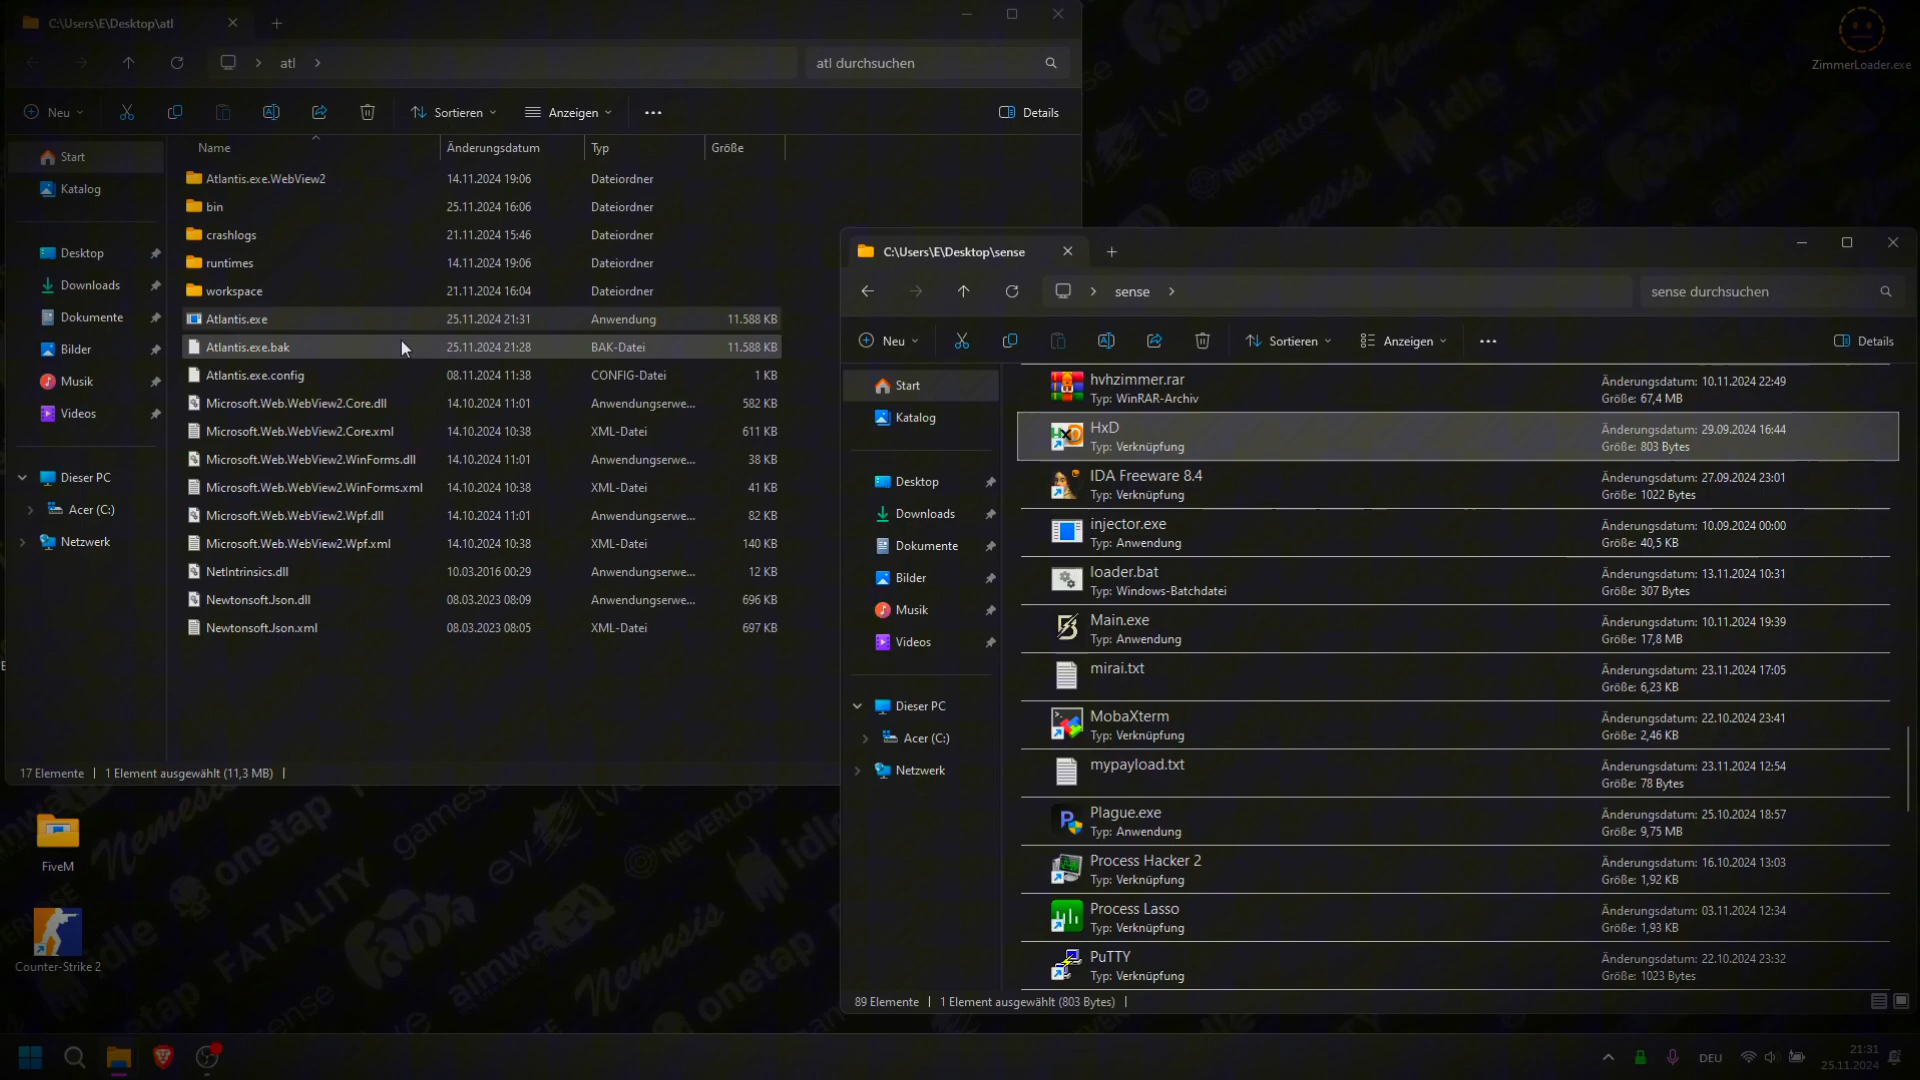 C:\Users\E\Desktop\atl
atl
atl durchsuchen
Neu
Sortieren
Anzeigen
Details
Start
Katalog
Desktop
Downloads
Dokumente
Bilder
Musik
Videos
Dieser PC
Acer (C:)
Netzwerk
Name Änderungsdatum Typ Größe
Atlantis.exe.WebView2 14.11.2024 19:06 Dateiordner
bin 25.11.2024 16:06 Dateiordner
crashlogs 21.11.2024 15:46 Dateiordner
runtimes 14.11.2024 19:06 Dateiordner
workspace 21.11.2024 16:04 Dateiordner
Atlantis.exe 25.11.2024 21:31 Anwendung 11.588 KB
Atlantis.exe.bak 25.11.2024 21:28 BAK-Datei 11.588 KB
Atlantis.exe.config 08.11.2024 11:38 CONFIG-Datei 1 KB
Microsoft.Web.WebView2.Core.dll 14.10.2024 11:01 Anwendungserwe... 582 KB
Microsoft.Web.WebView2.Core.xml 14.10.2024 10:38 XML-Datei 611 KB
Microsoft.Web.WebView2.WinForms.dll 14.10.2024 11:01 Anwendungserwe... 38 KB
Microsoft.Web.WebView2.WinForms.xml 14.10.2024 10:38 XML-Datei 41 KB
Microsoft.Web.WebView2.Wpf.dll 14.10.2024 11:01 Anwendungserwe... 82 KB
Microsoft.Web.WebView2.Wpf.xml 14.10.2024 10:38 XML-Datei 140 KB
NetIntrinsics.dll 10.03.2016 00:29 Anwendungserwe... 12 KB
Newtonsoft.Json.dll 08.03.2023 08:09 Anwendungserwe... 696 KB
Newtonsoft.Json.xml 08.03.2023 08:05 XML-Datei 697 KB
17 Elemente 1 Element ausgewählt (11,3 MB)
ZimmerLoader.exe
C:\Users\E\Desktop\sense
sense
sense durchsuchen
Neu
Sortieren
Anzeigen
Details
Start
Katalog
Desktop
Downloads
Dokumente
Bilder
Musik
Videos
Dieser PC
Acer (C:)
Netzwerk
hvhzimmer.rar Änderungsdatum: 10.11.2024 22:49
Typ: WinRAR-Archiv Größe: 67,4 MB
HxD Änderungsdatum: 29.09.2024 16:44
Typ: Verknüpfung Größe: 803 Bytes
IDA Freeware 8.4 Änderungsdatum: 27.09.2024 23:01
Typ: Verknüpfung Größe: 1022 Bytes
injector.exe Änderungsdatum: 10.09.2024 00:00
Typ: Anwendung Größe: 40,5 KB
loader.bat Änderungsdatum: 13.11.2024 10:31
Typ: Windows-Batchdatei Größe: 307 Bytes
Main.exe Änderungsdatum: 10.11.2024 19:39
Typ: Anwendung Größe: 17,8 MB
mirai.txt Änderungsdatum: 23.11.2024 17:05
Größe: 6,23 KB
MobaXterm Änderungsdatum: 22.10.2024 23:41
Typ: Verknüpfung Größe: 2,46 KB
mypayload.txt Änderungsdatum: 23.11.2024 12:54
Größe: 78 Bytes
Plague.exe Änderungsdatum: 25.10.2024 18:57
Typ: Anwendung Größe: 9,75 MB
Process Hacker 2 Änderungsdatum: 16.10.2024 13:03
Typ: Verknüpfung Größe: 1,92 KB
Process Lasso Änderungsdatum: 03.11.2024 12:34
Typ: Verknüpfung Größe: 1,93 KB
PuTTY Änderungsdatum: 22.10.2024 23:32
Typ: Verknüpfung Größe: 1023 Bytes
89 Elemente 1 Element ausgewählt (803 Bytes)
FiveM
Counter-Strike 2
aimware
Nemesis
onetap
gamesense
NEVERLOSE
idle
FATALITY
DEU
21:31
25.11.2024